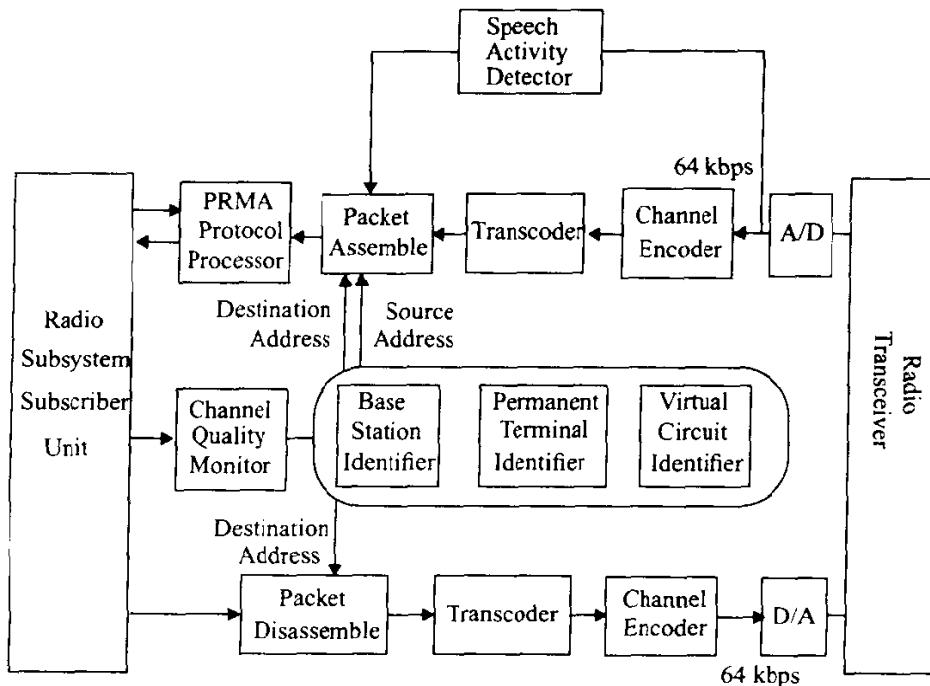 Speech
Activity
Detector
64 kbps
PRMA
Protocol
Processor
Packet
Assemble
Transcoder
Channel
Encoder
A/D
Destination
Address
Source
Address
Radio
Subsystem
Subscriber
Unit
Channel
Quality
Monitor
Base
Station
Identifier
Permanent
Terminal
Identifier
Virtual
Circuit
Identifier
Radio
Transceiver
Destination
Address
Packet
Disassemble
Transcoder
Channel
Encoder
D/A
64 kbps